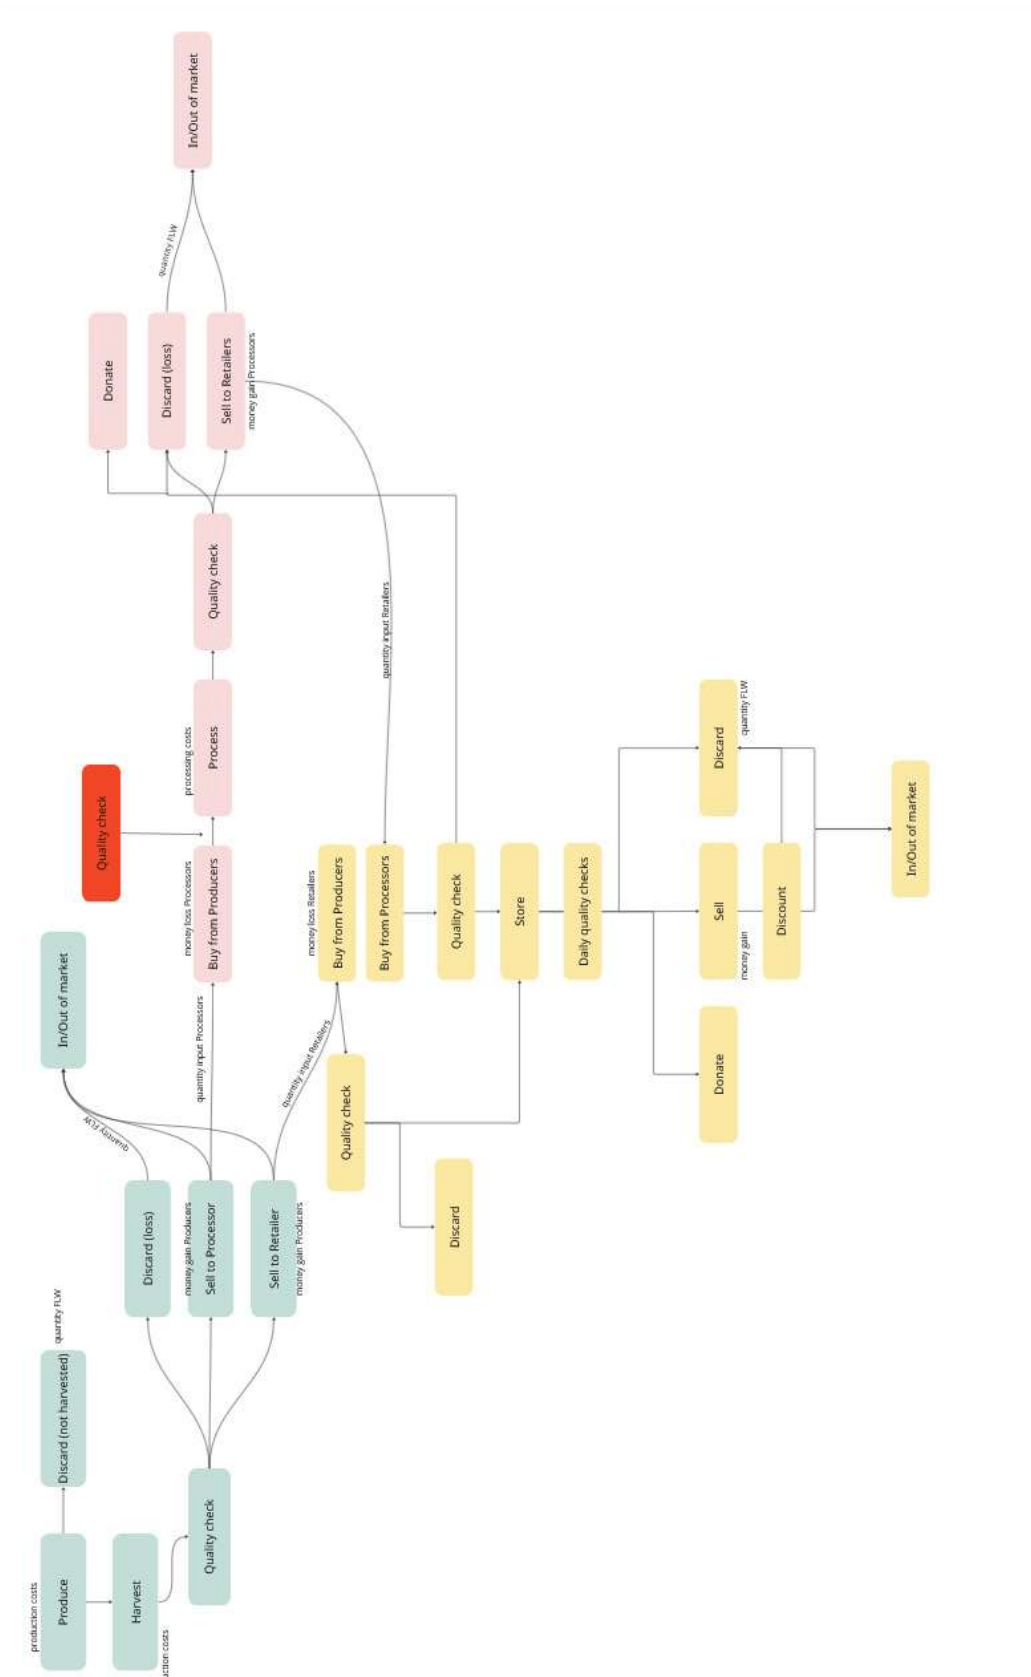 production costs
Produce
Discard (not harvested)
quantity FLW
Harvest
uction costs
Quality check
Discard (loss)
quantity FLW
Sell to Processor
money gain Producers
Sell to Retailer
money gain Producers
In/Out of market
quantity input Processors
quantity input Retailers
Quality check
money loss Processors
Buy from Producers
processing costs
Process
Quality check
Donate
Discard (loss)
quantity FLW
Sell to Retailers
money gain Processors
In/Out of market
quantity input Retailers
money loss Retailers
Buy from Producers
Buy from Processors
Quality check
Discard
Quality check
Store
Daily quality checks
Discard
quantity FLW
Sell
money gain
Discount
Donate
In/Out of market